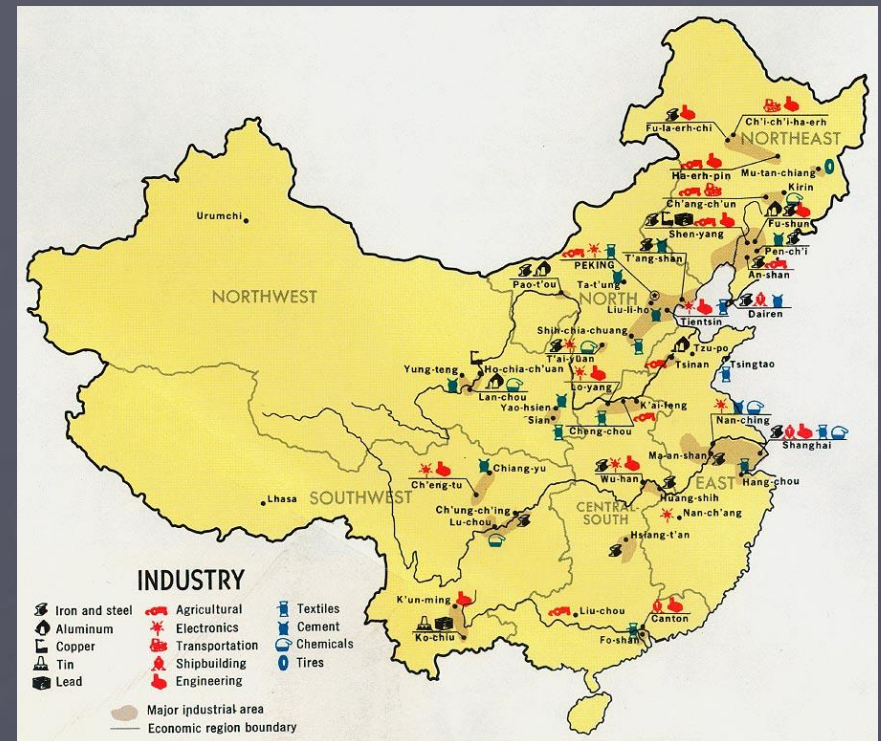 Fu-la-erh-chi
Ch'i-ch'i-ha-erh
NORTHEAST
Ha-erh-pin
Mu-tan-chiang
Kirin
Ch'ang-ch'un
Fu-shun
Shen-yang
Pen-ch'i
T'ang-shan
An-shan
PEKING
Urumchi
Pao-t'ou
Ta-t'ung
NORTHWEST
NORTH
Liu-li-ho
Tientsin
Dairen
Shih-chia-chuang
T'ai-yüan
Tzu-po
Tsinan
Tsingtao
Yung-teng
Ho-chia-ch'uan
Lan-chou
Lo-yang
Yao-hsien
K'ai-feng
Sian
Cheng-chou
Nan-ching
Shanghai
Ma-an-shan
Ch'eng-tu
Chiang-yu
Wu-han
EAST
Hang-chou
Huang-shih
Lhasa
SOUTHWEST
Ch'ung-ch'ing
CENTRAL-
SOUTH
Nan-ch'ang
Lu-chou
Hsiang-t'an
K'un-ming
Liu-chou
Canton
Ko-chiu
Fo-shan
INDUSTRY
Iron and steel
Aluminum
Copper
Tin
Lead
Agricultural
Electronics
Transportation
Shipbuilding
Engineering
Textiles
Cement
Chemicals
Tires
Major industrial area
Economic region boundary